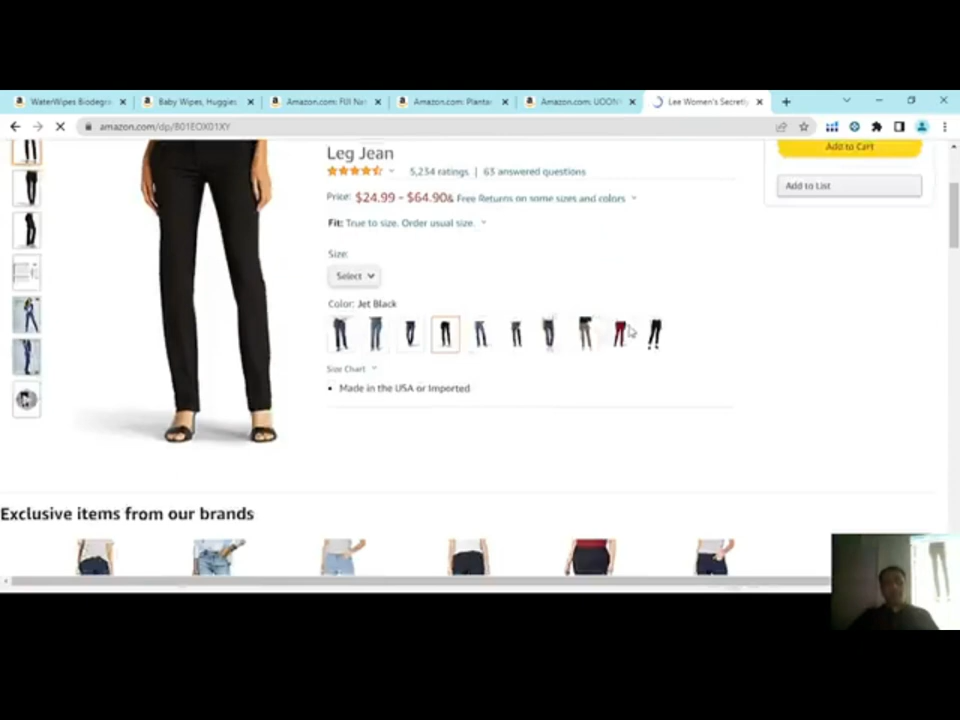 WaterWipes Biodegra
Baby Wipes, Huggies
Amazon.com: FIJI Nat
Amazon.com: Planta
Amazon.com: UOON
Lee Women's Secretly
amazon.com/dp/B01EOX01XY
Leg Jean
5,234 ratings | 63 answered questions
Price: $24.99 - $64.90& Free Returns on some sizes and colors
Fit: True to size. Order usual size.
Size:
Select
Color: Jet Black
Size Chart
• Made in the USA or Imported
Add to Cart
Add to List
Exclusive items from our brands